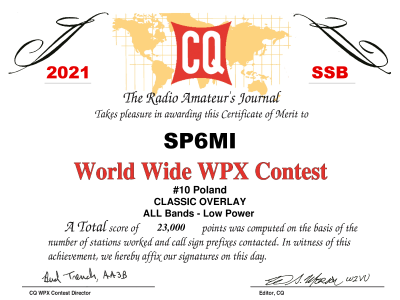 CQ
2021
SSB
The Radio Amateur's Journal
Takes pleasure in awarding this Certificate of Merit to
SP6MI
World Wide WPX Contest
#10 Poland
CLASSIC OVERLAY
ALL Bands - Low Power
A Total score of 23,000 points was computed on the basis of the
number of stations worked and call sign prefixes contacted. In witness of this
achievement, we hereby affix our signatures on this day.
AA3B
W2VU
CQ WPX Contest Director
Editor, CQ